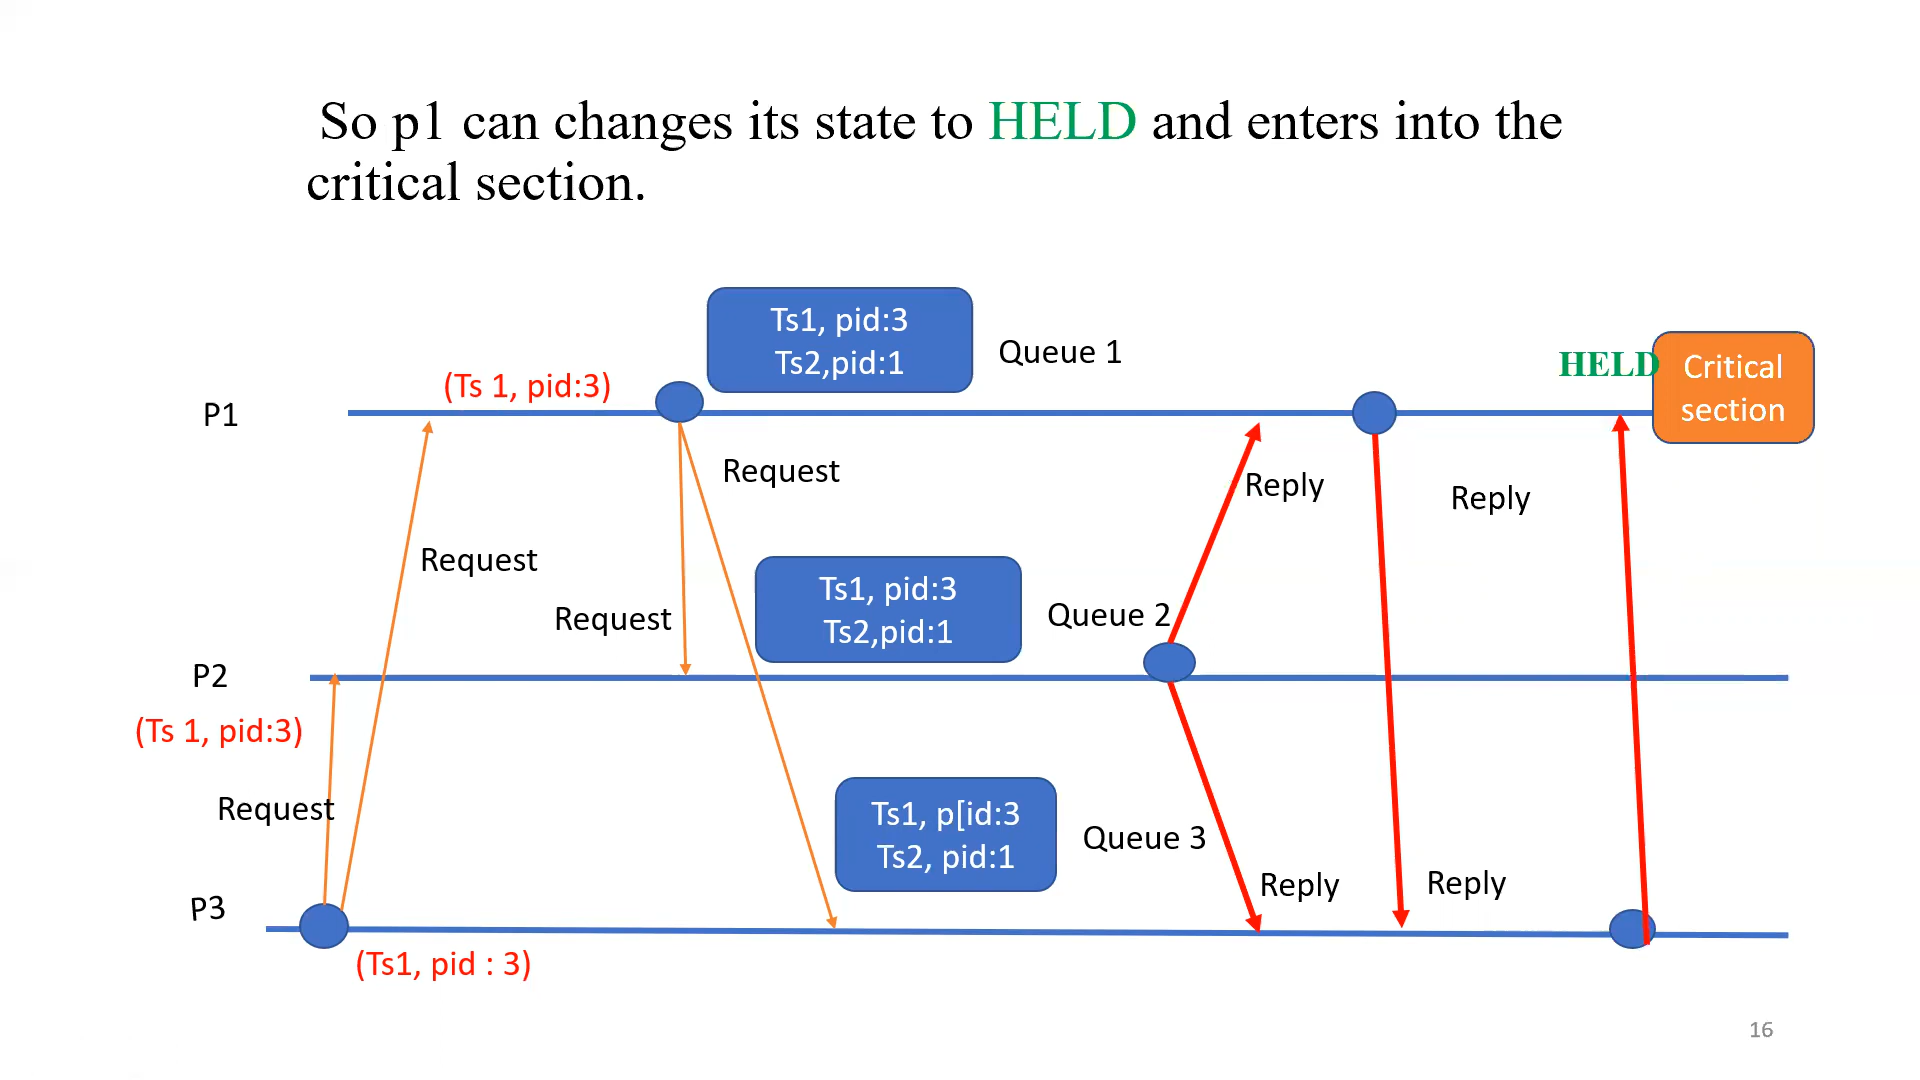 So p1 can changes its state to HELD and enters into the
critical section.
Ts1, pid:3
Ts2,pid:1
Queue 1
HELD
Critical
section
(Ts 1, pid:3)
P1
Request
Reply
Reply
Request
Request
Ts1, pid:3
Ts2,pid:1
Queue 2
P2
(Ts 1, pid:3)
Request
Ts1, p[id:3
Ts2, pid:1
Queue 3
Reply
Reply
P3
(Ts1, pid : 3)
16